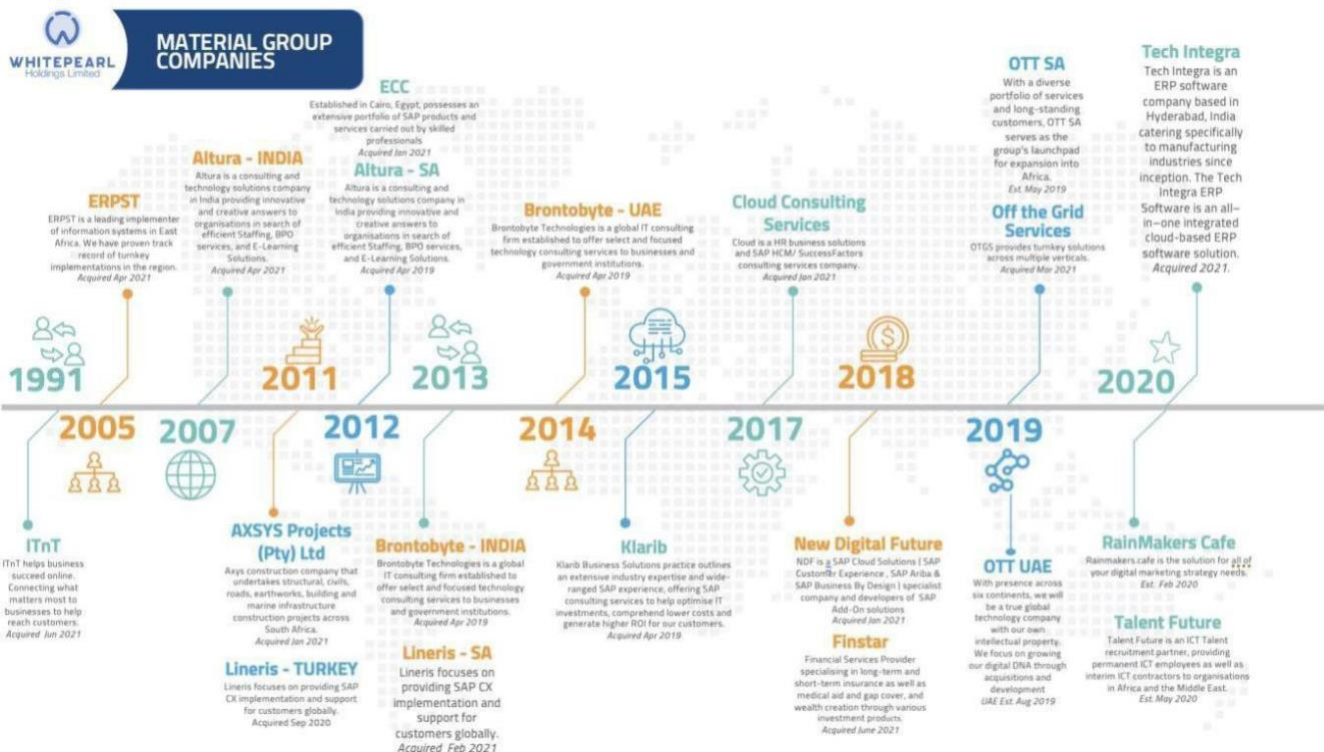 WHITEPEARL
Holdings Limited
MATERIAL GROUP
COMPANIES
ECC
Established in Cairo, Egypt, possesses an
extensive portfolio of SAP products and
services carried out by skilled
professionals
Acquired Jan 2021
Altura - INDIA
Altura is a consulting and
technology solutions company
in India providing innovative
and creative answers to
organisations in search of
efficient Staffing, BPO
services, and E-Learning
Solutions.
Acquired Apr 2021
Altura - SA
Altura is a consulting and
technology solutions company in
India providing innovative and
creative answers to
organisations in search of
efficient Staffing, BPO services,
and E-Learning Solutions.
Acquired Apr 2019
ERPST
ERPST is a leading implementer
of information systems in East
Africa. We have proven track
record of turnkey
implementations in the region.
Acquired Apr 2021
Brontobyte - UAE
Brontobyte Technologies is a global IT consulting
firm established to offer select and focused
technology consulting services to businesses and
government institutions.
Acquired Apr 2019
Cloud Consulting
Services
Cloud is a HR business solutions
and SAP HCM/ SuccessFactors
consulting services company.
Acquired Jan 2021
OTT SA
With a diverse
portfolio of services
and long-standing
customers, OTT SA
serves as the
group's launchpad
for expansion into
Africa.
Est. May 2019
Off the Grid
Services
OTGS provides turnkey solutions
across multiple verticals.
Acquired Mar 2021
Tech Integra
Tech Integra is an
ERP software
company based in
Hyderabad, India
catering specifically
to manufacturing
industries since
inception. The Tech
Integra ERP
Software is an all-
in-one integrated
cloud-based ERP
software solution.
Acquired 2021.
1991
2011
2013
2015
2018
2020
2005
2007
2012
2014
2017
2019
ITnT
ITnT helps business
succeed online.
Connecting what
matters most to
businesses to help
reach customers.
Acquired Jun 2021
AXSYS Projects
(Pty) Ltd
Axys construction company that
undertakes structural, civils,
roads, earthworks, building and
marine infrastructure
construction projects across
South Africa.
Acquired Jan 2021
Lineris - TURKEY
Lineris focuses on providing SAP
CX implementation and support
for customers globally.
Acquired Sep 2020
Brontobyte - INDIA
Brontobyte Technologies is a global
IT consulting firm established to
offer select and focused technology
consulting services to businesses
and government institutions.
Acquired Apr 2019
Lineris - SA
Lineris focuses on
providing SAP CX
implementation and
support for
customers globally.
Acquired Feb 2021
Klarib
Klarib Business Solutions practice outlines
an extensive industry expertise and wide-
ranged SAP experience, offering SAP
consulting services to help optimise IT
investments, comprehend lower costs and
generate higher ROI for our customers.
Acquired Apr 2019
New Digital Future
NDF is a SAP Cloud Solutions ( SAP
Customer Experience , SAP Ariba &
SAP Business By Design ) specialist
company and developers of SAP
Add-On solutions
Acquired Jan 2021
Finstar
Financial Services Provider
specialising in long-term and
short-term insurance as well as
medical aid and gap cover, and
wealth creation through various
investment products.
Acquired June 2021
OTT UAE
With presence across
six continents, we will
be a true global
technology company
with our own
intellectual property.
We focus on growing
our digital DNA through
acquisitions and
development
UAE Est. Aug 2019
RainMakers Cafe
Rainmakers.cafe is the solution for all of
your digital marketing strategy needs.
Est. Feb 2020
Talent Future
Talent Future is an ICT Talent
recruitment partner, providing
permanent ICT employees as well as
interim ICT contractors to organisations
in Africa and the Middle East.
Est. May 2020